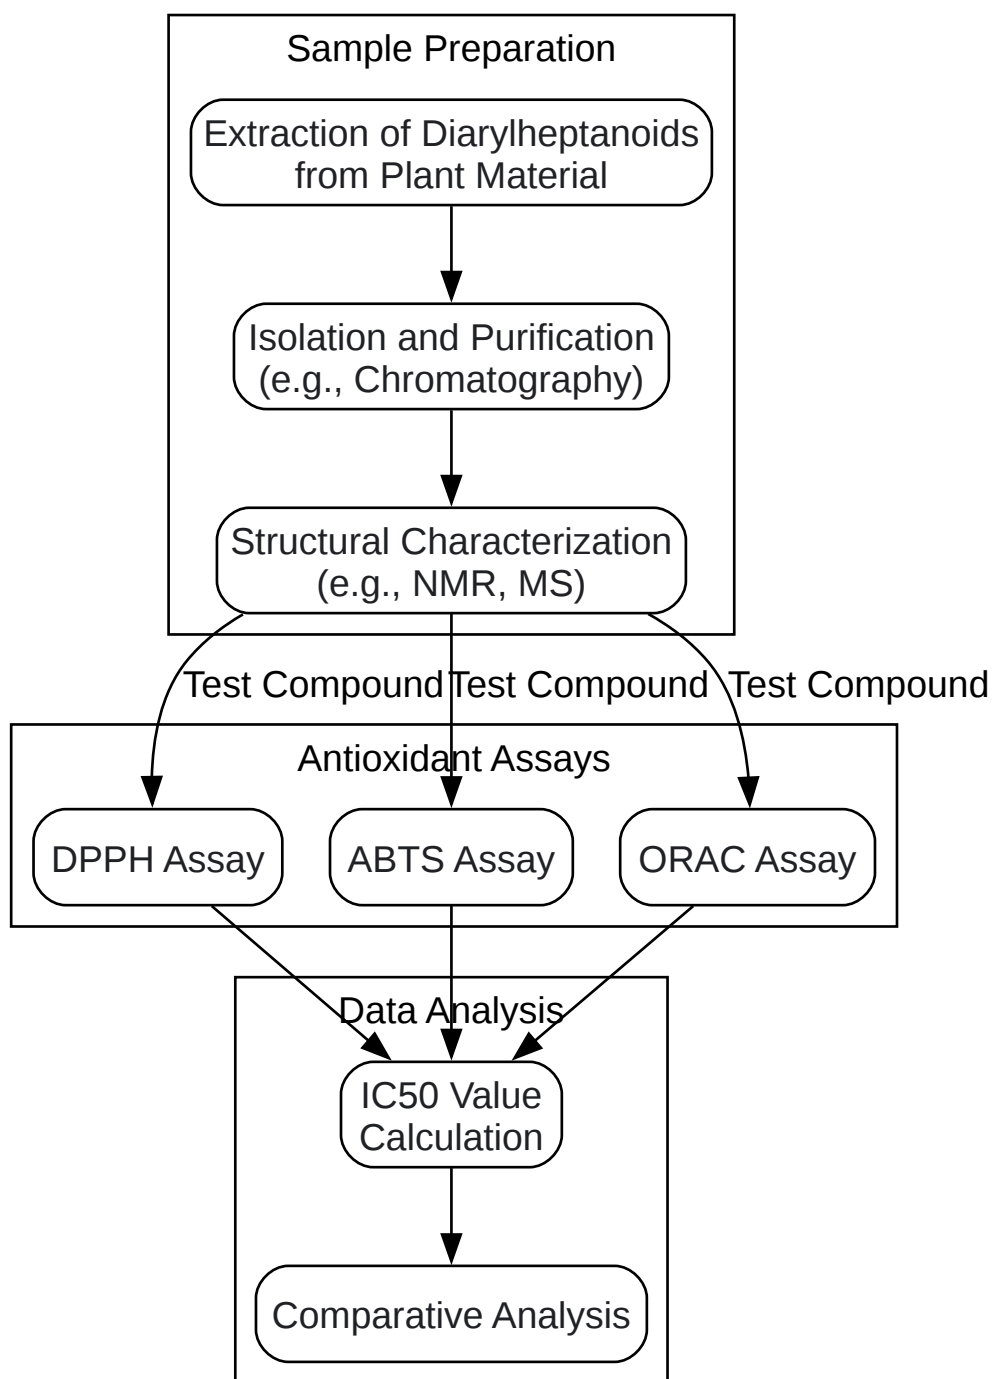 Sample Preparation
Extraction of Diarylheptanoids
from Plant Material
Isolation and Purification
(e.g., Chromatography)
Structural Characterization
(e.g., NMR, MS)
Test Compound
Test Compound
Test Compound
Antioxidant Assays
DPPH Assay
ABTS Assay
ORAC Assay
Data Analysis
IC50 Value
Calculation
Comparative Analysis